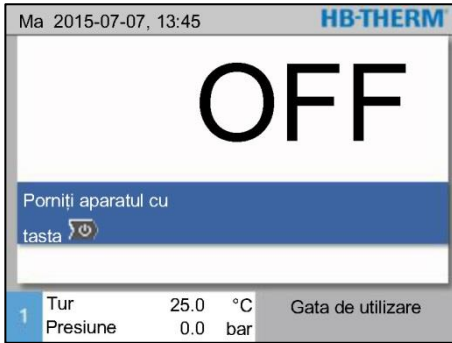 Ma 2015-07-07, 13:45 HB-THERM
OFF
Porniți aparatul cu
tasta
1 Tur 25.0 °C Gata de utilizare
Presiune 0.0 bar